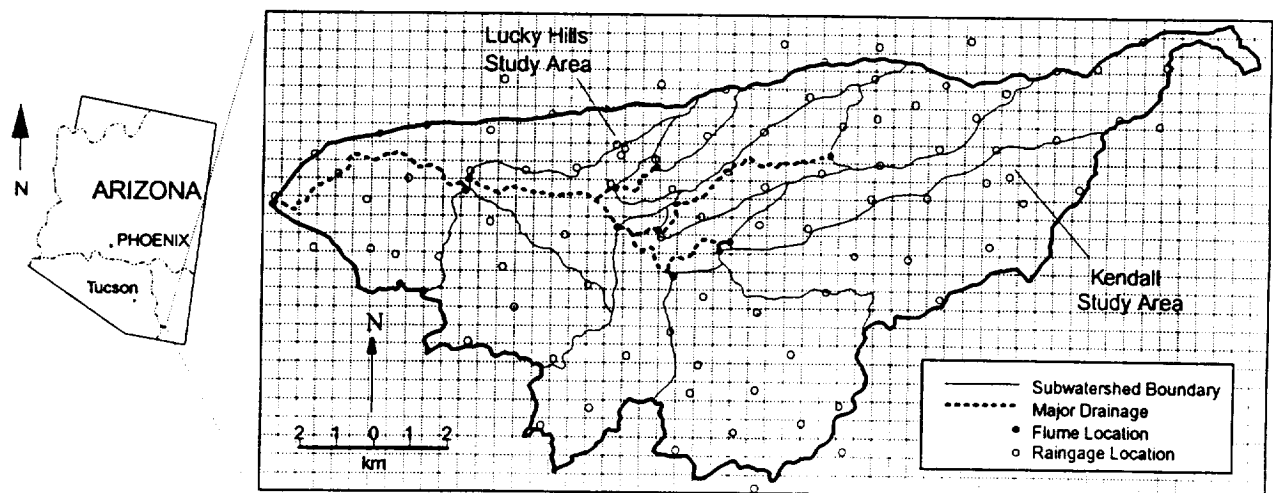 Lucky Hills
Study Area
N
ARIZONA
PHOENIX
Tucson
Kendall
Study Area
N
2 1 0 1 2
km
Subwatershed Boundary
Major Drainage
Flume Location
Raingage Location